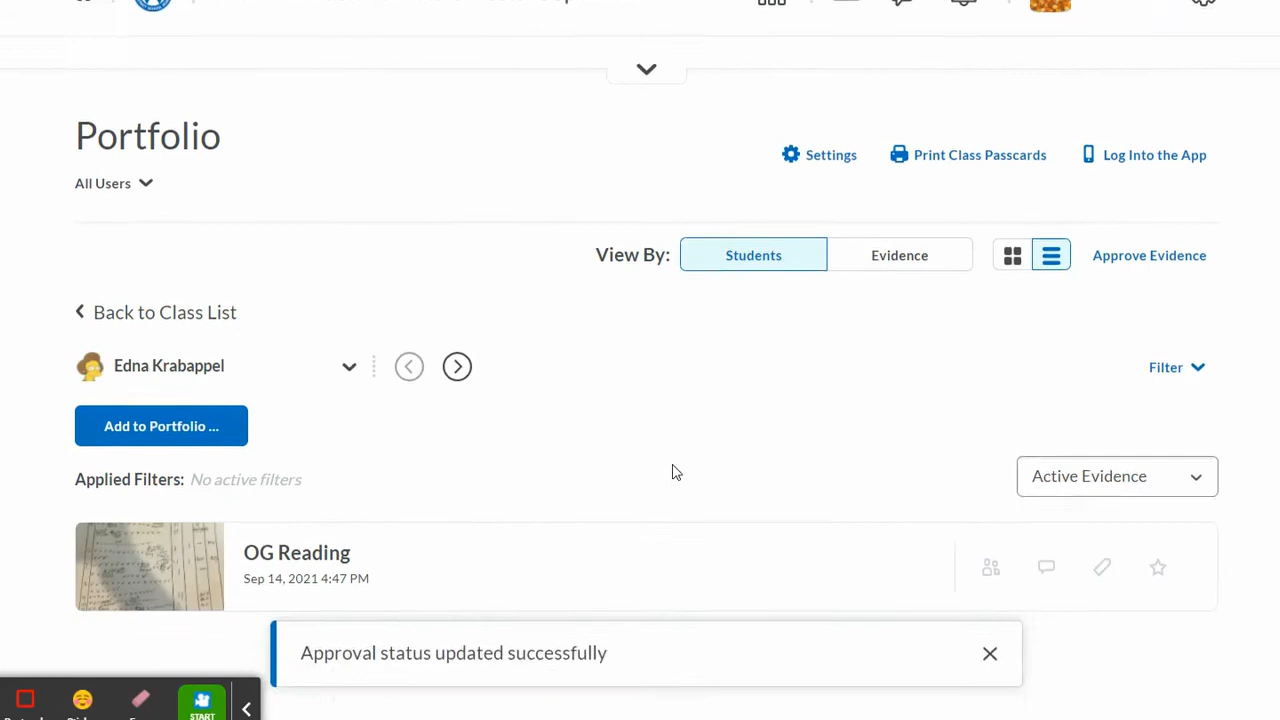 Portfolio
All Users
Settings
Print Class Passcards
Log Into the App
View By:
Students
Evidence
Approve Evidence
Back to Class List
Edna Krabappel
Filter
Add to Portfolio ...
Applied Filters: No active filters
Active Evidence
OG Reading
Sep 14, 2021 4:47 PM
Approval status updated successfully
START